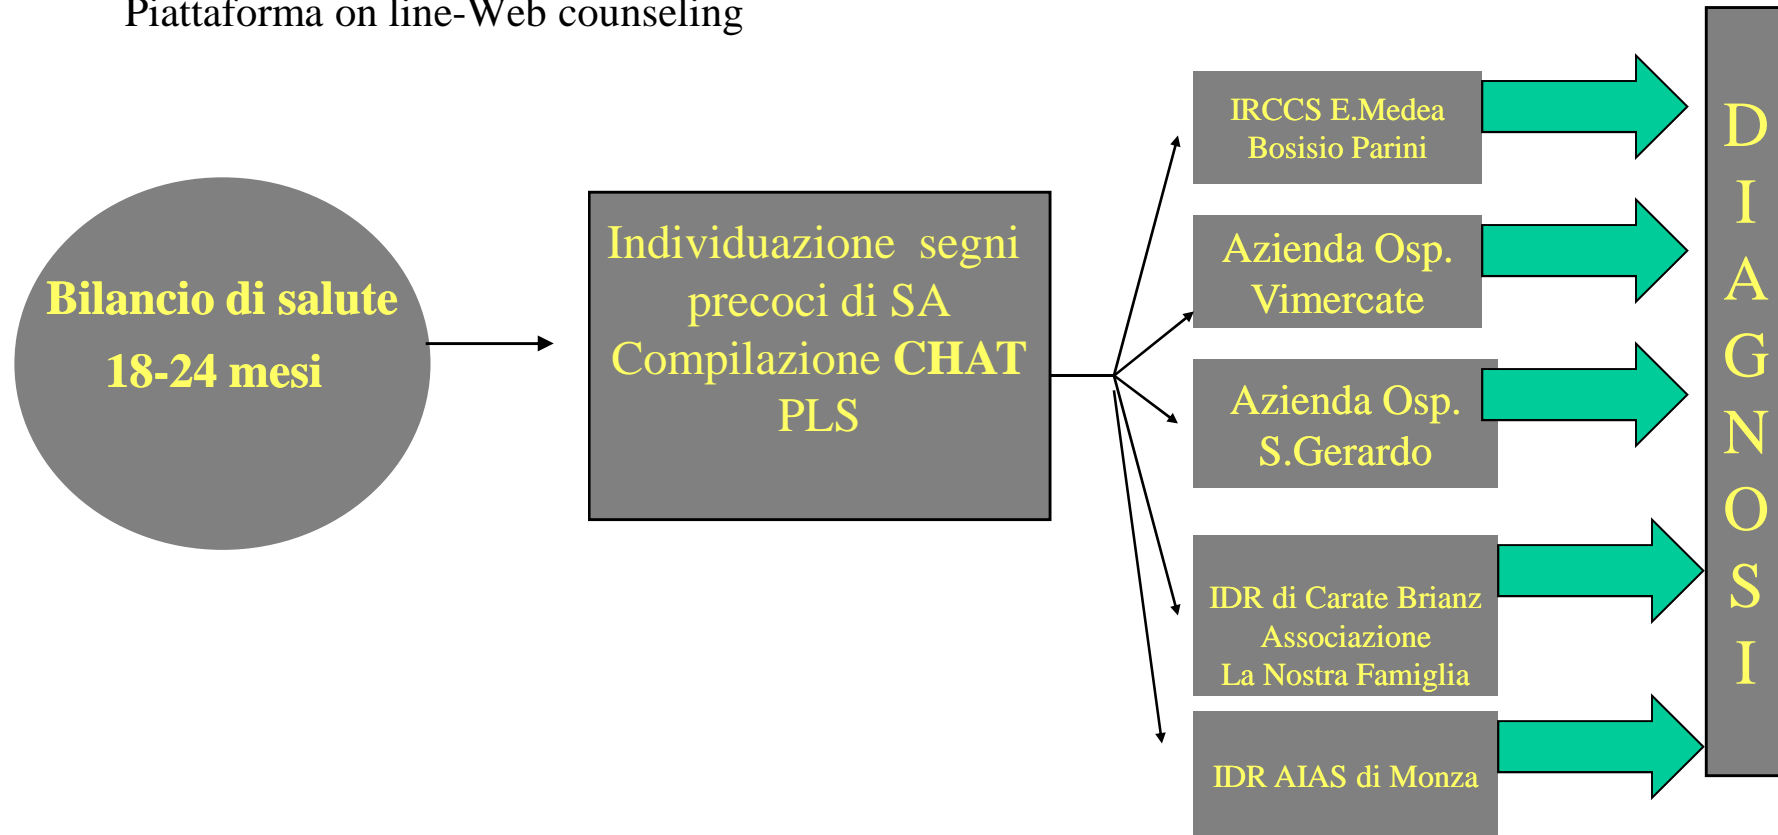 Piattaforma on line-Web counseling
Bilancio di salute
18-24 mesi
Individuazione segni
precoci di SA
Compilazione CHAT
PLS
IRCCS E.Medea
Bosisio Parini
Azienda Osp.
Vimercate
Azienda Osp.
S.Gerardo
IDR di Carate Brianz
Associazione
La Nostra Famiglia
IDR AIAS di Monza
D
I
A
G
N
O
S
I